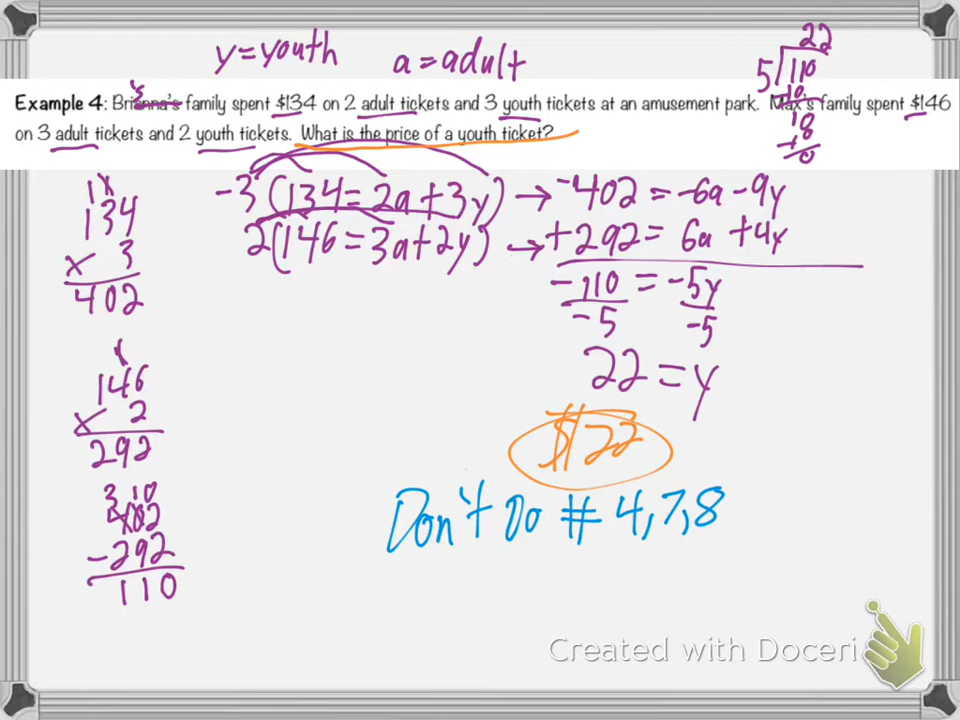 y=youth a=adult
Example 4: Brianna's family spent $134 on 2 adult tickets and 3 youth tickets at an amusement park. Max's family spent $146
on 3 adult tickets and 2 youth tickets. What is the price of a youth ticket?
22
5 110
10
10
0
-3(134=2a+3y) → -402=-6a-9y
2(146=3a+2y) → +292= 6a +4y
-110 = -5y
-5 -5
22=y
$22
Don't Do # 4,7,8
1
134
x 3
402
146
x 2
292
3 10
402
-292
110
Created with Doceri